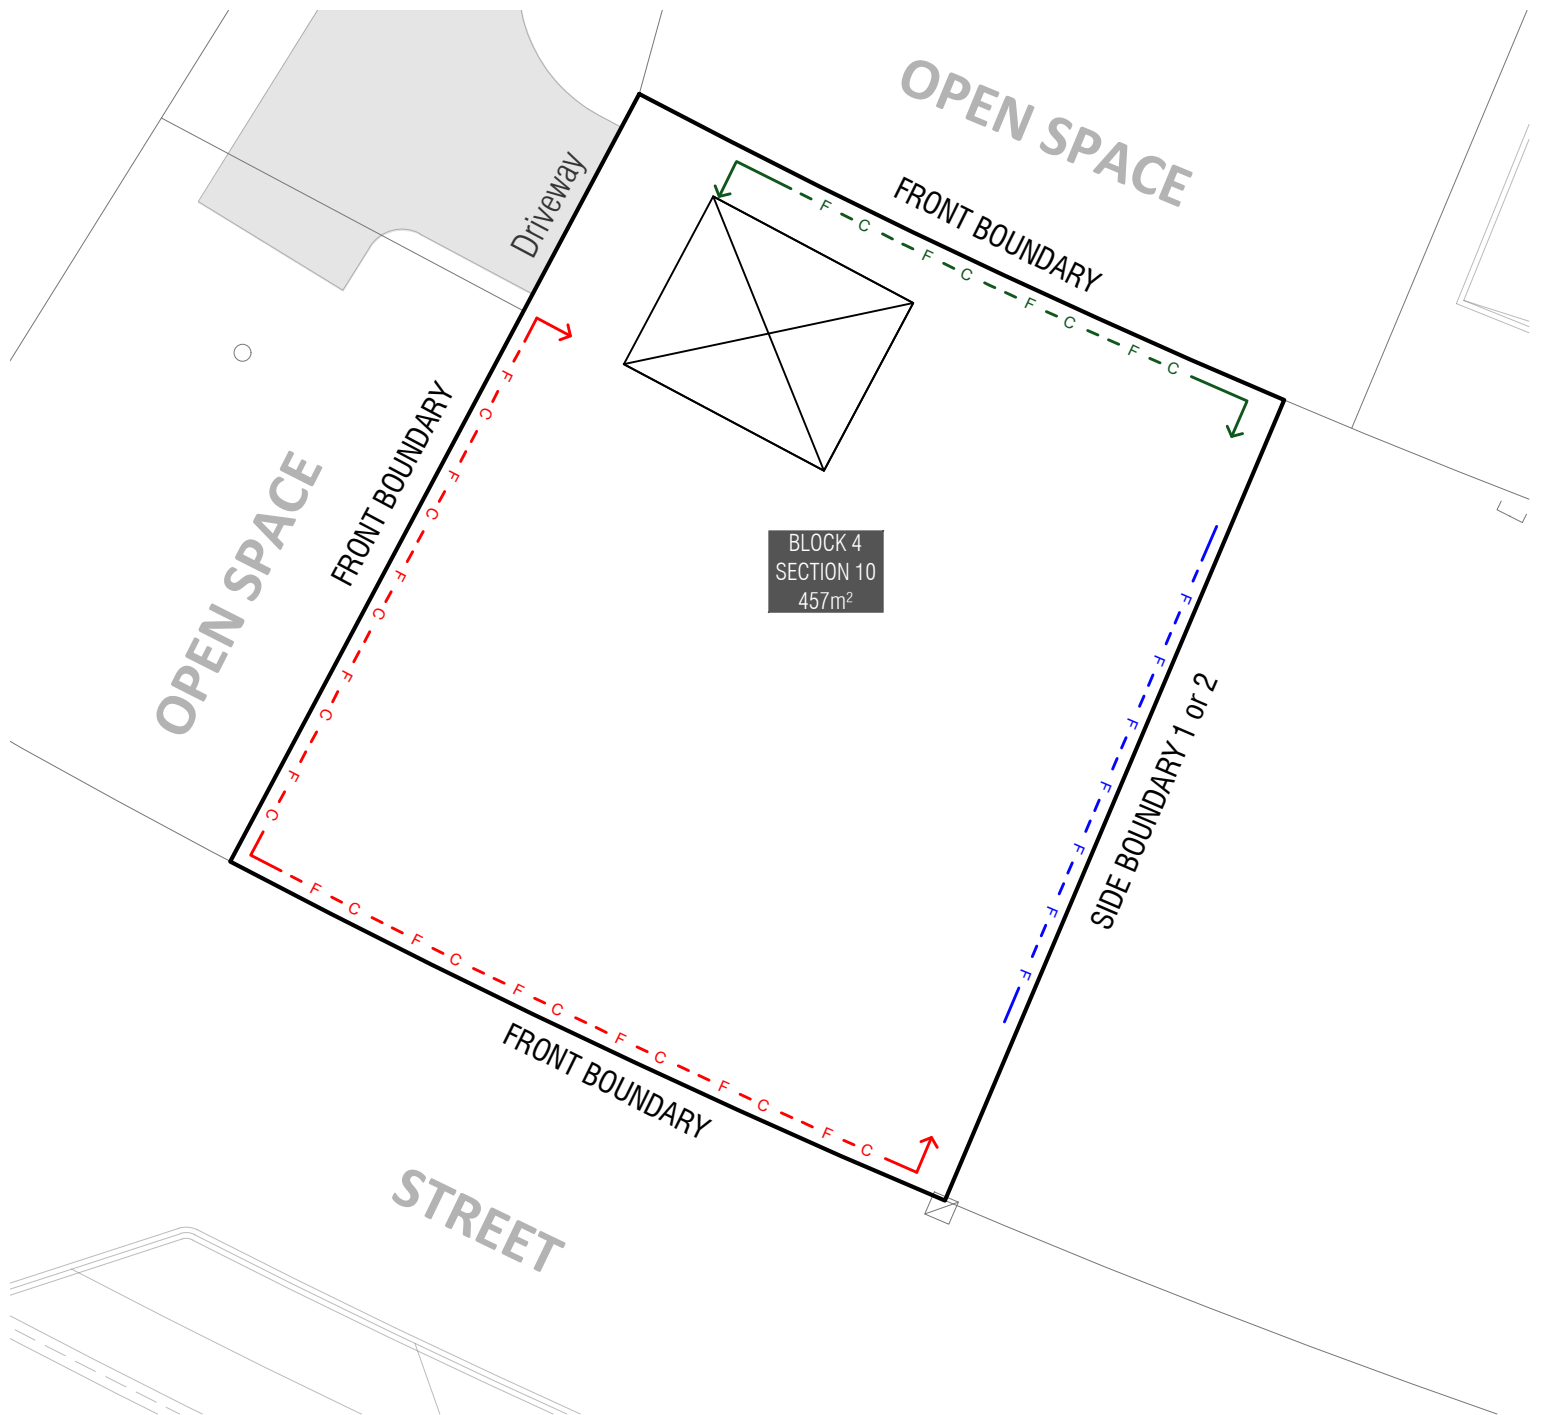 OPEN SPACE
Driveway
FRONT BOUNDARY
F C F C F C F C
FRONT BOUNDARY
F C F C F C F C F C
OPEN SPACE
BLOCK 4
SECTION 10
457m²
F F F F F F F
SIDE BOUNDARY 1 or 2
F C F C F C F C F C F C
FRONT BOUNDARY
STREET